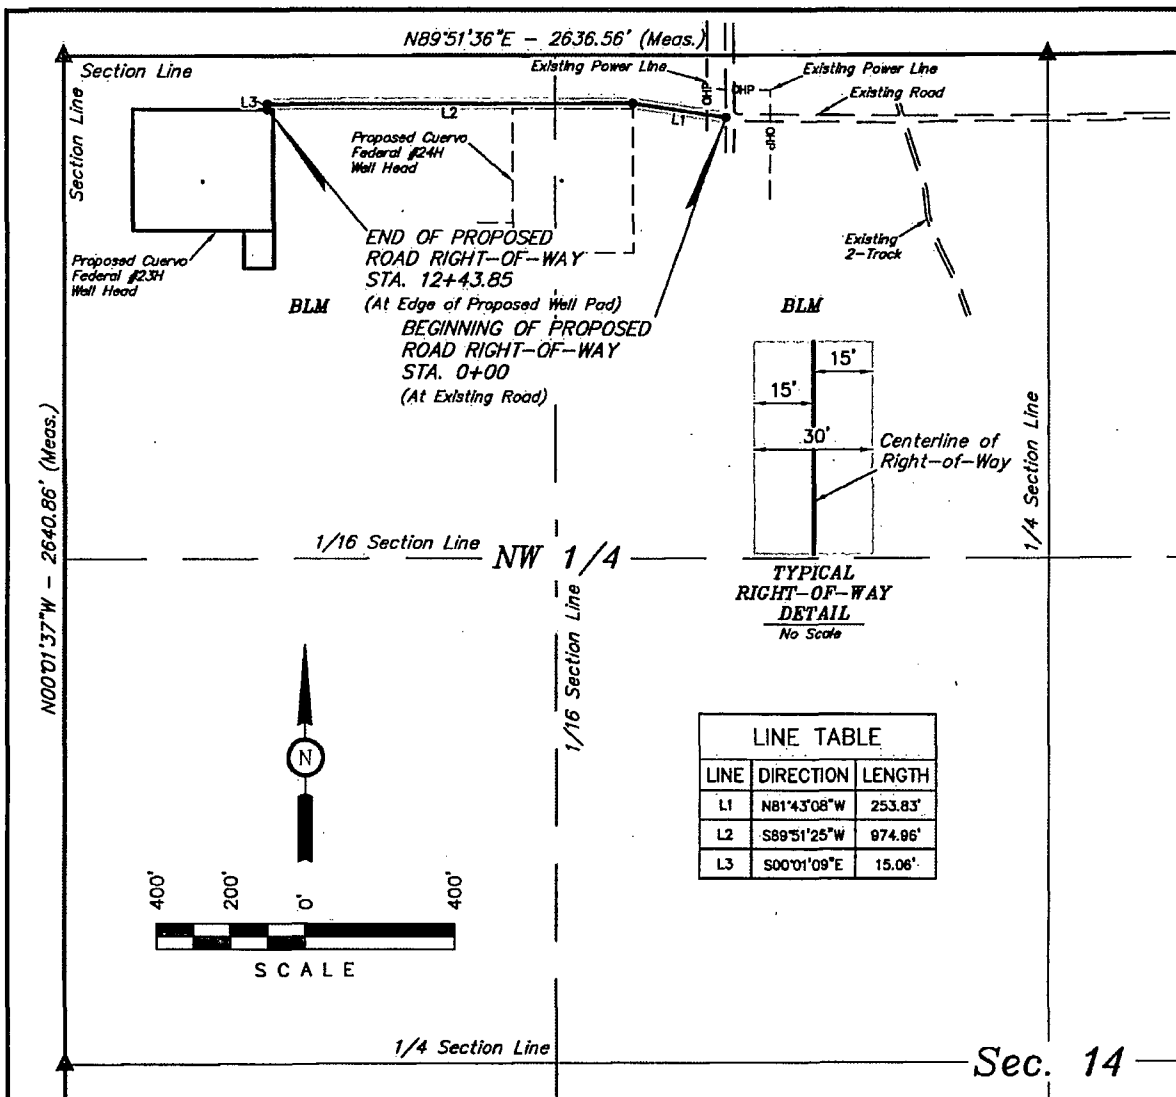 N89°51'36"E - 2636.56' (Meas.)
Section Line
Existing Power Line
Existing Power Line
OHP
OHP
OHP
Existing Road
Section Line
L3
L2
L1
Proposed Cuervo
Federal #24H
Well Head
Existing
2-Track
END OF PROPOSED
ROAD RIGHT-OF-WAY
STA. 12+43.85
(At Edge of Proposed Well Pad)
Proposed Cuervo
Federal #23H
Well Head
BLM
BLM
BEGINNING OF PROPOSED
ROAD RIGHT-OF-WAY
STA. 0+00
(At Existing Road)
15'
15'
30'
Centerline of
Right-of-Way
N00°01'37"W - 2640.86' (Meas.)
1/4 Section Line
1/16 Section Line
NW 1/4
TYPICAL
RIGHT-OF-WAY
DETAIL
No Scale
1/16 Section Line
N
LINE TABLE
LINE DIRECTION LENGTH
L1 N81°43'08"W 253.83'
L2 S89°51'25"W 974.96'
L3 S00°01'09"E 15.06'
400' 200' 0' 400'
SCALE
1/4 Section Line
Sec. 14